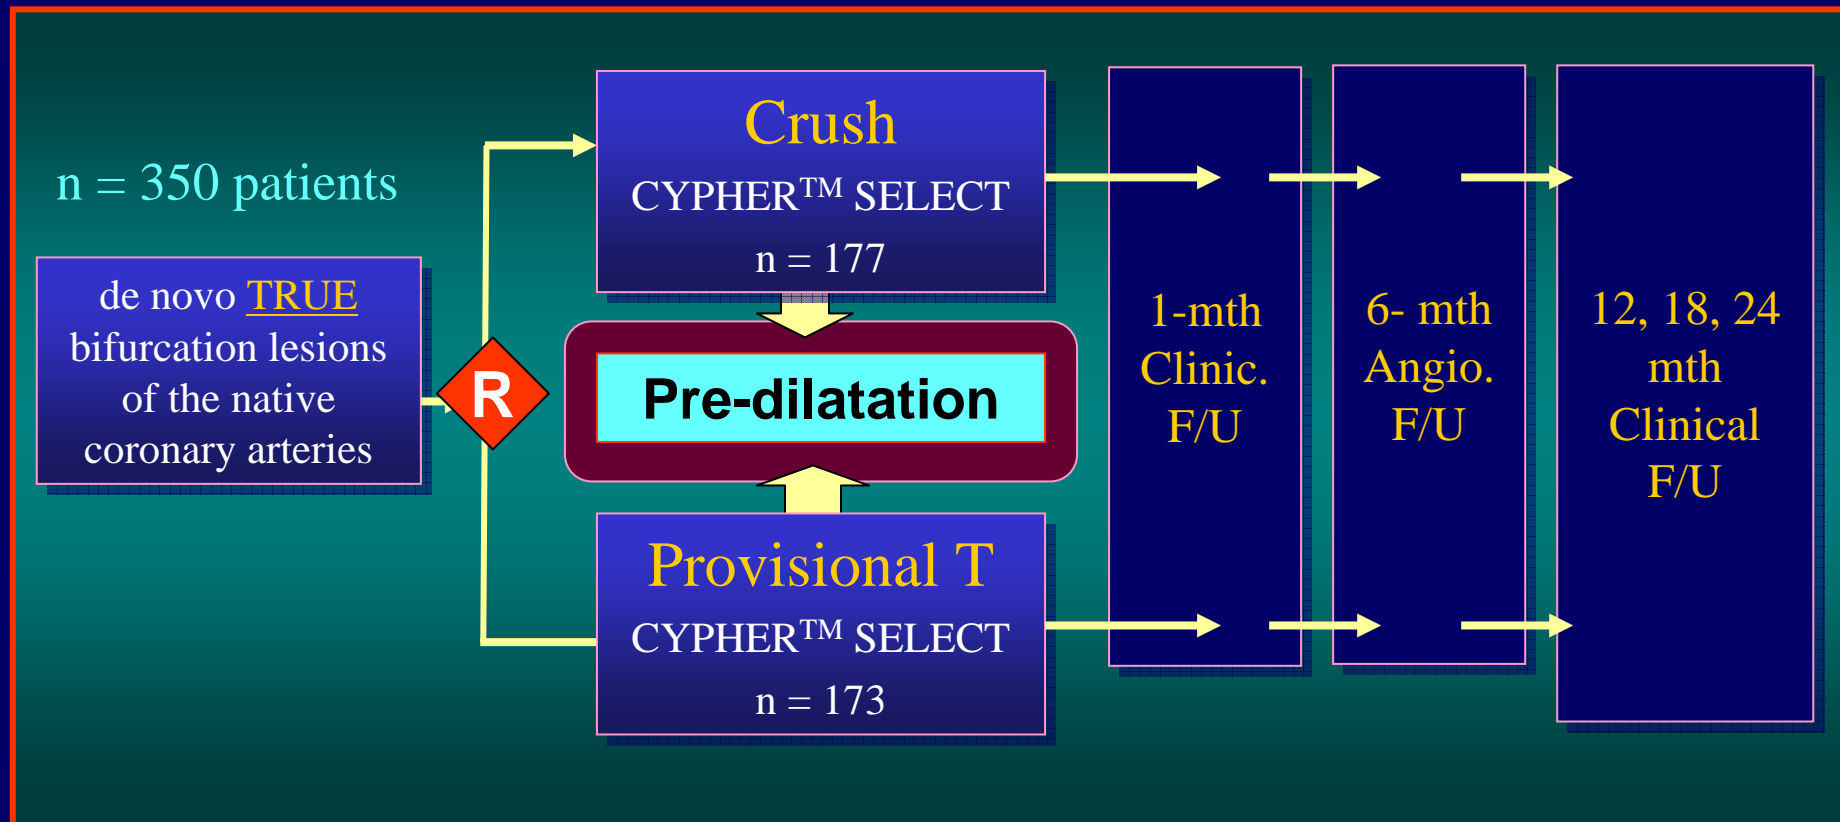 n = 350 patients
de novo TRUE
bifurcation lesions
of the native
coronary arteries
R
Crush
CYPHER™ SELECT
n = 177
Pre-dilatation
Provisional T
CYPHER™ SELECT
n = 173
1-mth
Clinic.
F/U
6- mth
Angio.
F/U
12, 18, 24
mth
Clinical
F/U